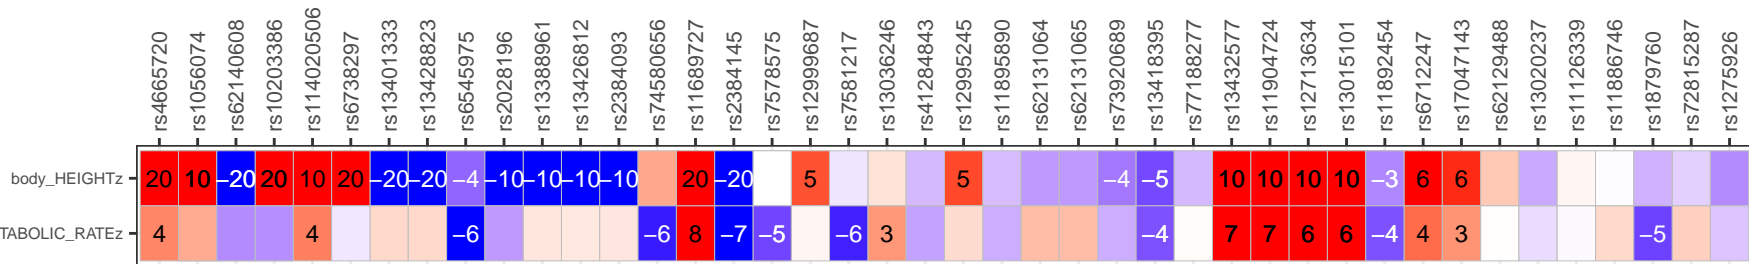 rs4665720 rs10560074 rs62140608 rs10203386 rs114020506 rs6738297 rs13401333 rs13428823 rs6545975 rs2028196 rs13388961 rs13426812 rs2384093 rs74580656 rs11689727 rs2384145 rs7578575 rs12999687 rs7581217 rs13036246 rs41284843 rs12995245 rs11895890 rs62131064 rs62131065 rs73920689 rs13418395 rs77188277 rs13432577 rs11904724 rs12713634 rs13015101 rs11892454 rs6712247 rs17047143 rs62129488 rs13020237 rs11126339 rs11886746 rs1879760 rs72815287 rs1275926
body_HEIGHTz 20 10 −20 20 10 20 −20 −20 −4 −10 −10 −10 −10 20 −20 5 5 −4 −5 10 10 10 10 −3 6 6
TABOLIC_RATEz 4 4 −6 −6 8 −7 −5 −6 3 −4 7 7 6 6 −4 4 3 −5